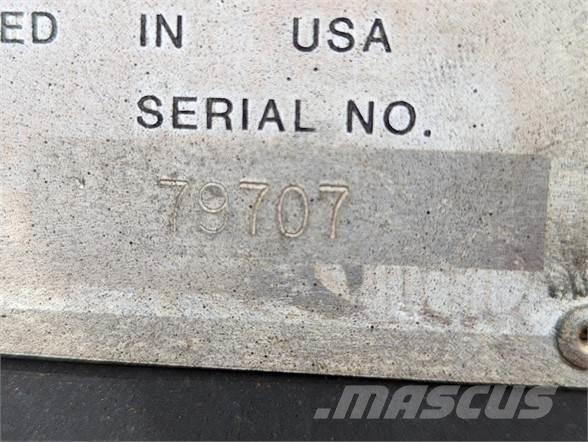 ED IN USA
SERIAL NO.
79707
MASCUS